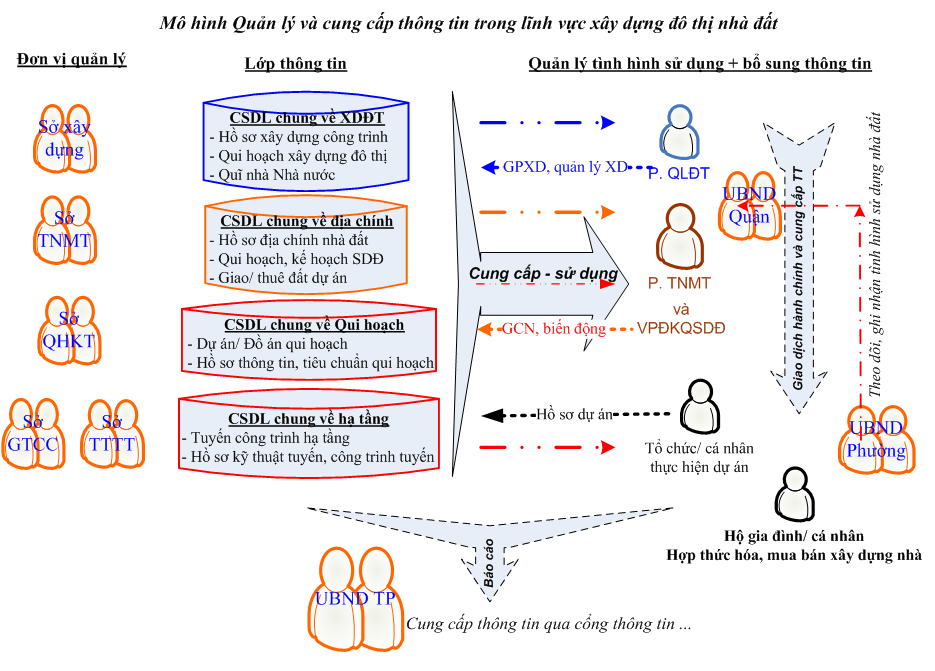 Mô hình Quản lý và cung cấp thông tin trong lĩnh vực xây dựng đô thị nhà đất
Đơn vị quản lý
Lớp thông tin
Quản lý tình hình sử dụng + bổ sung thông tin
Sở xây
dựng
Sở
TNMT
Sở
QHKT
Sở
GTCC
Sở
TTTT
CSDL chung về XDĐT
- Hồ sơ xây dựng công trình
- Qui hoạch xây dựng đô thị
- Quĩ nhà Nhà nước
CSDL chung về địa chính
- Hồ sơ địa chính nhà đất
- Qui hoạch, kế hoạch SDĐ
- Giao/ thuê đất dự án
CSDL chung về Qui hoạch
- Dự án/ Đồ án qui hoạch
- Hồ sơ thông tin, tiêu chuẩn qui hoạch
CSDL chung về hạ tầng
- Tuyến công trình hạ tầng
- Hồ sơ kỹ thuật tuyến, công trình tuyến
GPXD, quản lý XD
P. QLĐT
Cung cấp - sử dụng
P. TNMT
và
VPĐKQSDĐ
GCN, biến động
Hồ sơ dự án
Tổ chức/ cá nhân
thực hiện dự án
UBND
Quận
Giao dịch hành chính và cung cấp TT
Theo dõi, ghi nhận tình hình sử dụng nhà đất
UBND
Phường
Hộ gia đình/ cá nhân
Hợp thức hóa, mua bán xây dựng nhà
Báo cáo
UBND TP
Cung cấp thông tin qua cổng thông tin ...